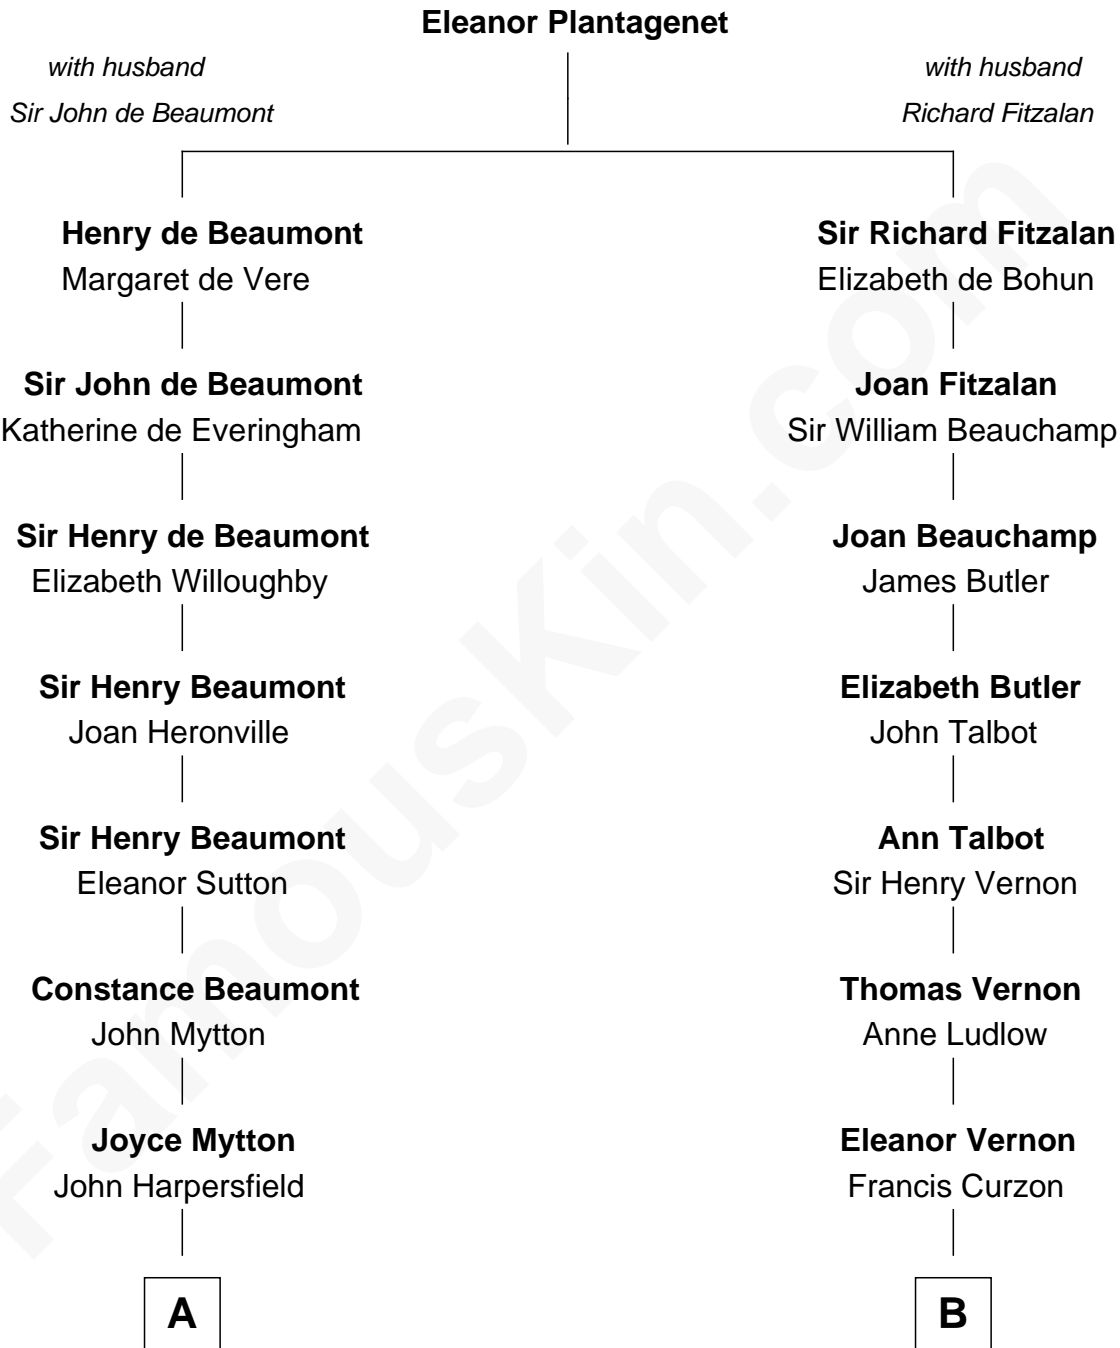 Eleanor Plantagenet
with husband
Sir John de Beaumont
with husband
Richard Fitzalan
Henry de Beaumont
Margaret de Vere
Sir Richard Fitzalan
Elizabeth de Bohun
Sir John de Beaumont
Katherine de Everingham
Joan Fitzalan
Sir William Beauchamp
Sir Henry de Beaumont
Elizabeth Willoughby
Joan Beauchamp
James Butler
Sir Henry Beaumont
Joan Heronville
Elizabeth Butler
John Talbot
Sir Henry Beaumont
Eleanor Sutton
Ann Talbot
Sir Henry Vernon
Constance Beaumont
John Mytton
Thomas Vernon
Anne Ludlow
Joyce Mytton
John Harpersfield
Eleanor Vernon
Francis Curzon
A
B
FamousKin.com